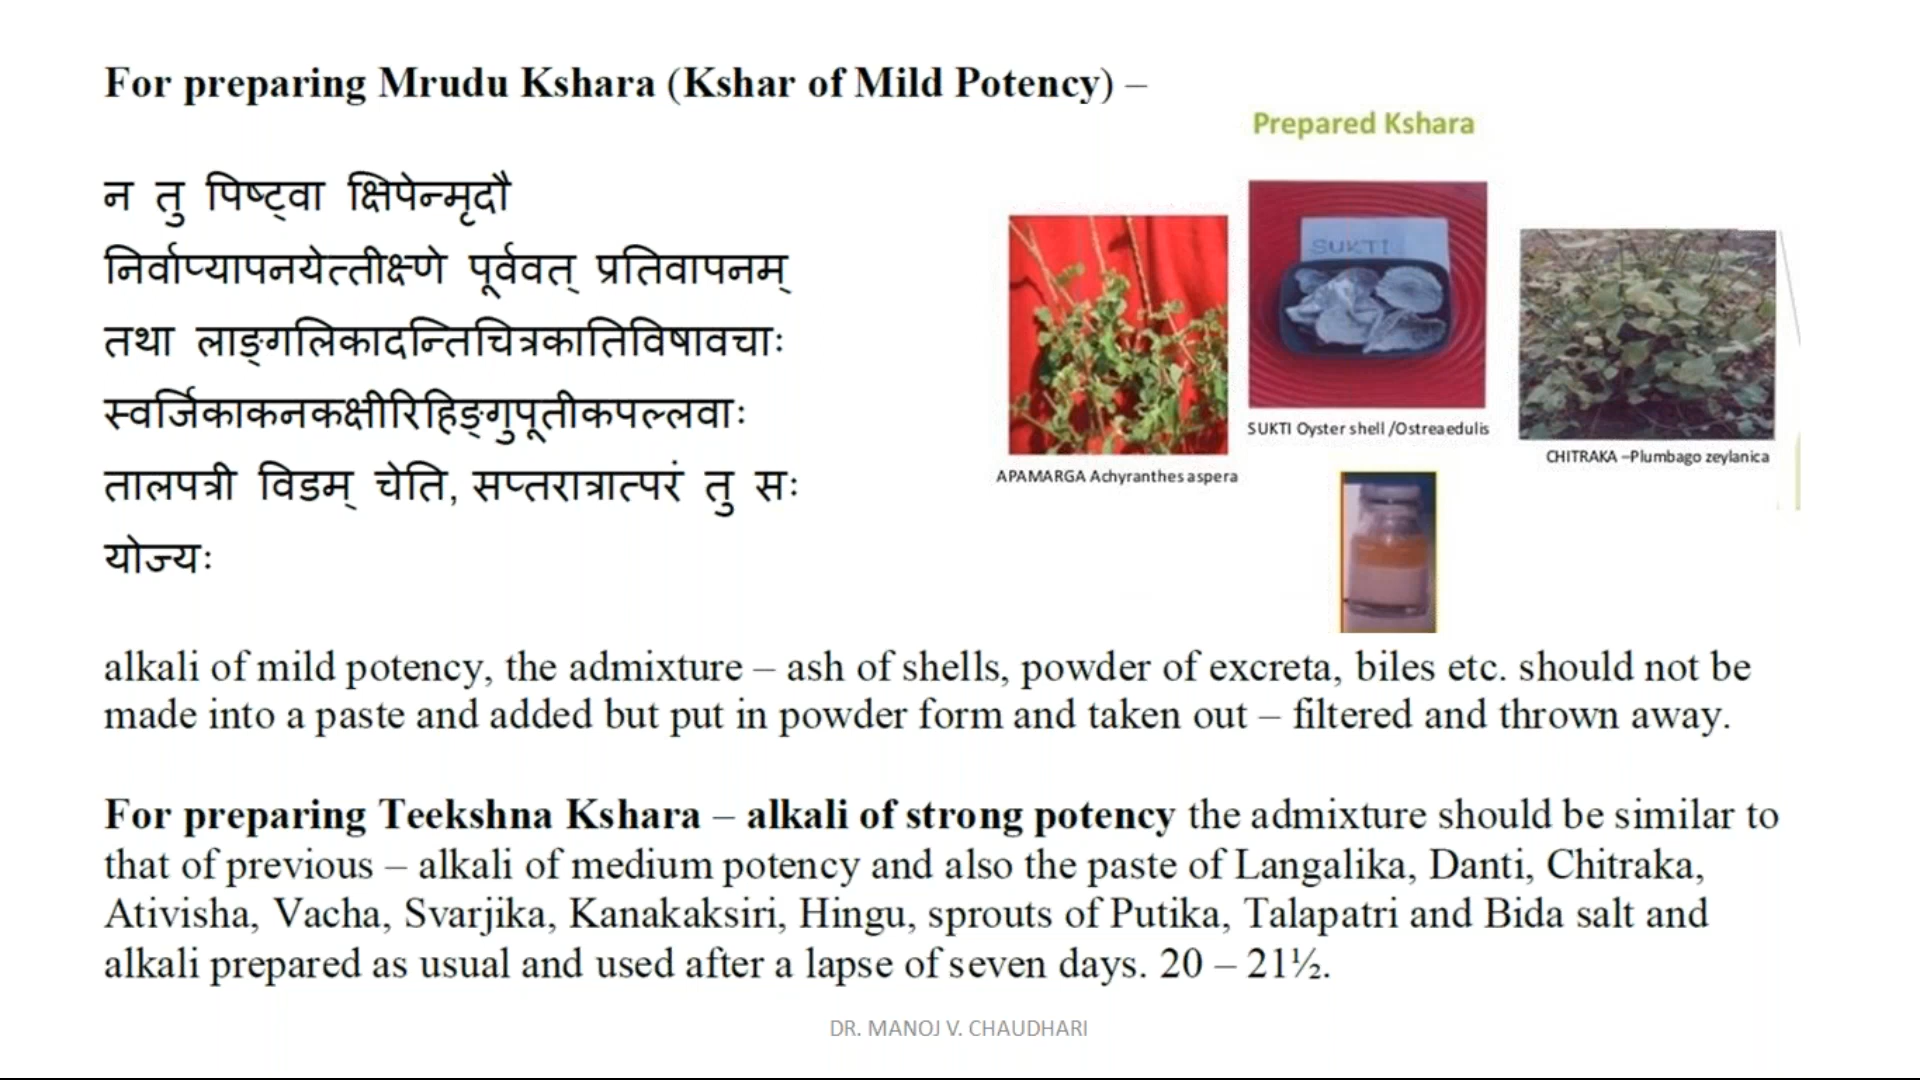 For preparing Mrudu Kshara (Kshar of Mild Potency) –
Prepared Kshara
न तु पिष्ट्वा क्षिपेन्मृदौ
निर्वाप्यापनयेत्तीक्ष्णे पूर्ववत् प्रतिवापनम्
तथा लाङ्गलिकादन्तिचित्रकातिविषावचाः
स्वर्जिकाकनकक्षीरिहिङ्गुपूतीकपल्लवाः
तालपत्री विडम् चेति, सप्तरात्रात्परं तु सः
योज्यः
SUKTI
APAMARGA Achyranthes aspera
SUKTI Oyster shell /Ostreaedulis
CHITRAKA –Plumbago zeylanica
alkali of mild potency, the admixture – ash of shells, powder of excreta, biles etc. should not be
made into a paste and added but put in powder form and taken out – filtered and thrown away.
For preparing Teekshna Kshara – alkali of strong potency the admixture should be similar to
that of previous – alkali of medium potency and also the paste of Langalika, Danti, Chitraka,
Ativisha, Vacha, Svarjika, Kanakaksiri, Hingu, sprouts of Putika, Talapatri and Bida salt and
alkali prepared as usual and used after a lapse of seven days. 20 – 21½.
DR. MANOJ V. CHAUDHARI